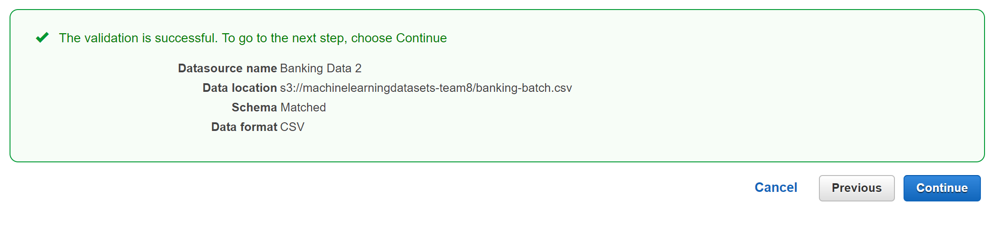 The validation is successful. To go to the next step, choose Continue
Datasource name Banking Data 2
Data location s3://machinelearningdatasets-team8/banking-batch.csv
Schema Matched
Data format CSV
Cancel Previous Continue